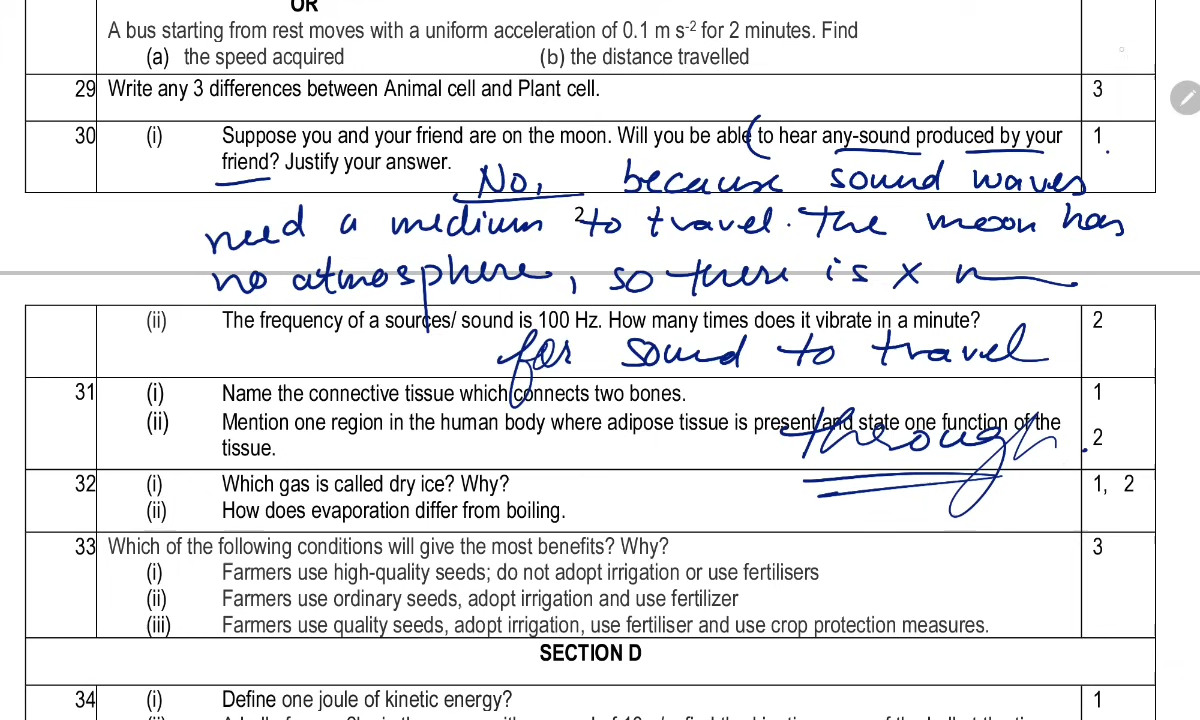 OR
A bus starting from rest moves with a uniform acceleration of 0.1 m s-2 for 2 minutes. Find
(a) the speed acquired (b) the distance travelled
29 Write any 3 differences between Animal cell and Plant cell. 3
30 (i) Suppose you and your friend are on the moon. Will you be able to hear any-sound produced by your 1
friend? Justify your answer.
No, because sound waves
need a medium 2 to travel. The moon has
no atmosphere, so there is x m
(ii) The frequency of a sources/ sound is 100 Hz. How many times does it vibrate in a minute? 2
for sound to travel
31 (i) Name the connective tissue which connects two bones. 1
(ii) Mention one region in the human body where adipose tissue is present and state one function of the 2
through
tissue.
32 (i) Which gas is called dry ice? Why? 1, 2
(ii) How does evaporation differ from boiling.
33 Which of the following conditions will give the most benefits? Why? 3
(i) Farmers use high-quality seeds; do not adopt irrigation or use fertilisers
(ii) Farmers use ordinary seeds, adopt irrigation and use fertilizer
(iii) Farmers use quality seeds, adopt irrigation, use fertiliser and use crop protection measures.
SECTION D
34 (i) Define one joule of kinetic energy? 1